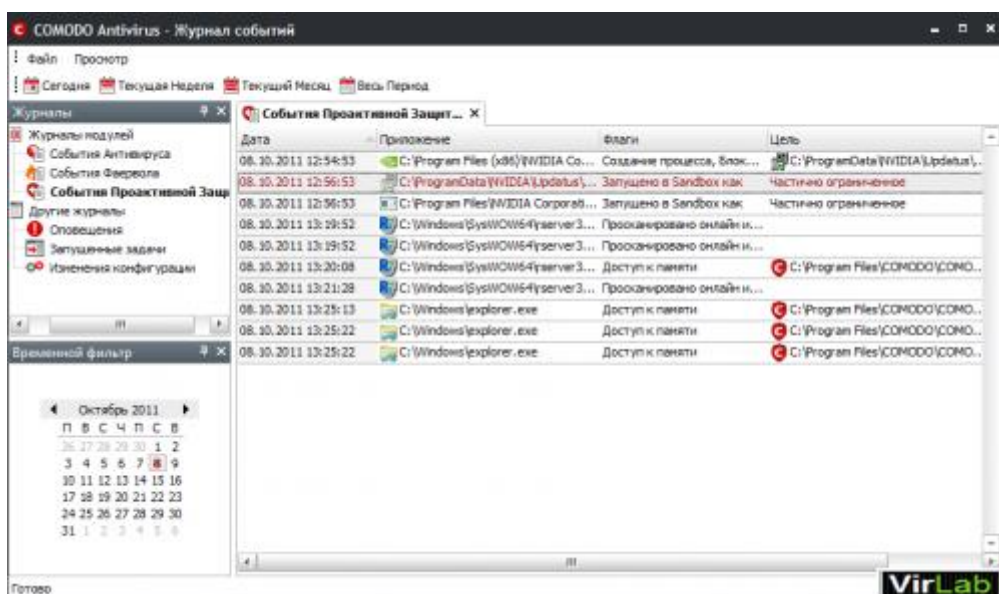 COMODO Antivirus - Журнал событий
Файл Просмотр
Сегодня Текущая Неделя Текущий Месяц Весь Период
Журналы
Журналы модулей
События Антивируса
События Фаервола
События Проактивной Защи
Другие журналы
Оповещения
Запущенные задачи
Изменения конфигурации
Временной фильтр
Октябрь 2011
П В С Ч П С В
26 27 28 29 30 1 2
3 4 5 6 7 8 9
10 11 12 13 14 15 16
17 18 19 20 21 22 23
24 25 26 27 28 29 30
31 1 2 3 4 5 6
События Проактивной Защит...
Дата Приложение Флаги Цель
08.10.2011 12:54:53 C:\Program Files (x86)\NVIDIA Co... Создание процесса, Блок... C:\ProgramData\NVIDIA\Updatus\...
08.10.2011 12:56:53 C:\ProgramData\NVIDIA\Updatus\... Запущено в Sandbox как Частично ограниченное
08.10.2011 12:56:53 C:\Program Files\NVIDIA Corporati... Запущено в Sandbox как Частично ограниченное
08.10.2011 13:19:52 C:\Windows\SysWOW64\rserver3... Просканировано онлайн и...
08.10.2011 13:19:52 C:\Windows\SysWOW64\rserver3... Просканировано онлайн и...
08.10.2011 13:20:08 C:\Windows\SysWOW64\rserver3... Доступ к памяти C:\Program Files\COMODO\COMO...
08.10.2011 13:21:28 C:\Windows\SysWOW64\rserver3... Просканировано онлайн и...
08.10.2011 13:25:13 C:\Windows\explorer.exe Доступ к памяти C:\Program Files\COMODO\COMO...
08.10.2011 13:25:22 C:\Windows\explorer.exe Доступ к памяти C:\Program Files\COMODO\COMO...
08.10.2011 13:25:22 C:\Windows\explorer.exe Доступ к памяти C:\Program Files\COMODO\COMO...
Готово
VirLab